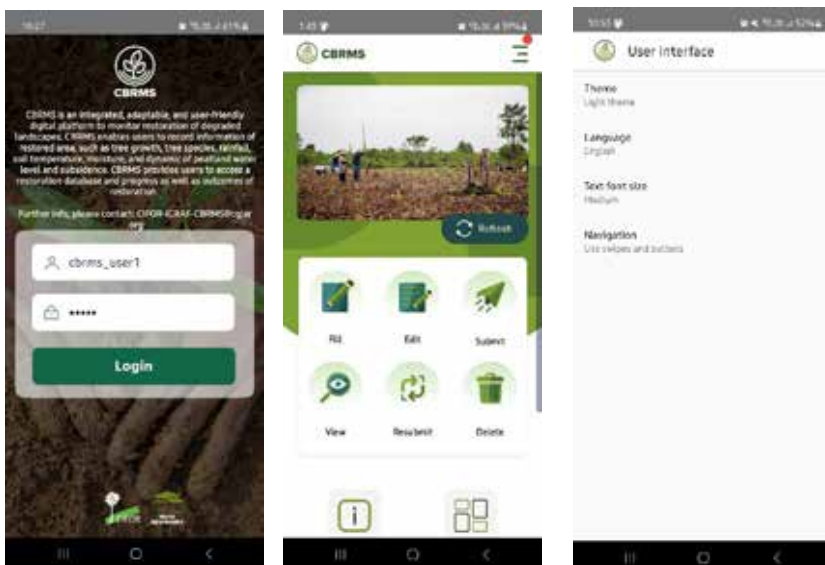 CBRMS
CBRMS is an integrated, adaptable, and user-friendly
digital platform to monitor restoration of degraded
landscapes. CBRMS enables users to record information of
restored area, such as tree growth, tree species, rainfall,
soil temperature, moisture, and dynamic of peatland water
level and subsidence. CBRMS provides users to access a
restoration database and progress as well as outcomes of
restoration
Further info, please contact: CIFOR-ICRAF-CBRMS@cgiar
.org
cbrms_user1
Login
CIFOR
1:45
CBRMS
Refresh
Fill
Edit
Submit
View
Resubmit
Delete
User interface
Theme
Light theme
Language
English
Text font size
Medium
Navigation
Use swipes and buttons